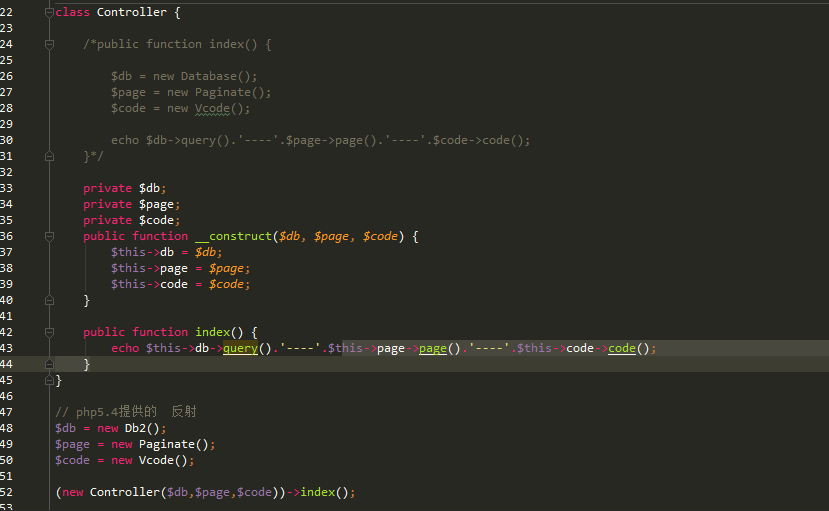 22 class Controller {
23
24     /*public function index() {
25
26         $db = new Database();
27         $page = new Paginate();
28         $code = new Vcode();
29
30         echo $db->query().'----'.$page->page().'----'.$code->code();
31     }*/
32
33     private $db;
34     private $page;
35     private $code;
36     public function __construct($db, $page, $code) {
37         $this->db = $db;
38         $this->page = $page;
39         $this->code = $code;
40     }
41
42     public function index() {
43         echo $this->db->query().'----'.$this->page->page().'----'.$this->code->code();
44     }
45 }
46
47 // php5.4提供的  反射
48 $db = new Db2();
49 $page = new Paginate();
50 $code = new Vcode();
51
52 (new Controller($db,$page,$code))->index();
53